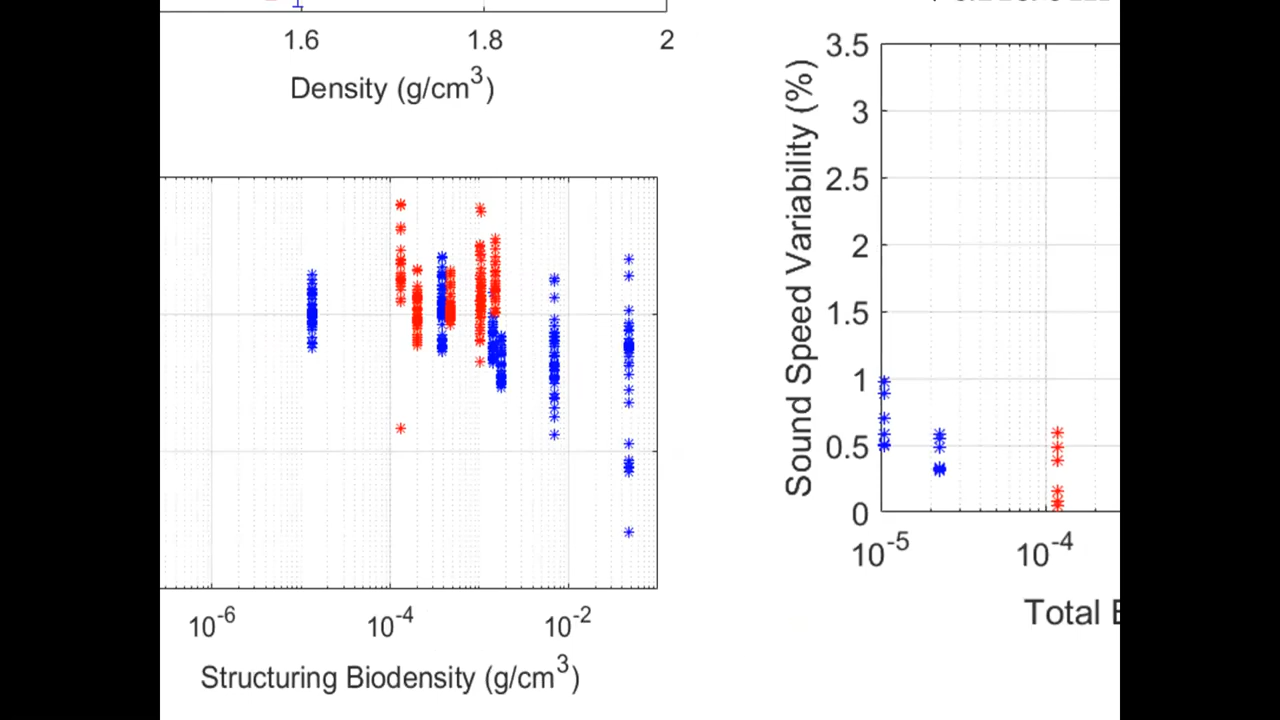 1.6 1.8 2
Density (g/cm³)
10⁻⁶ 10⁻⁴ 10⁻²
Structuring Biodensity (g/cm³)
Sound Speed Variability (%)
3.5
3
2.5
2
1.5
1
0.5
0
10⁻⁵ 10⁻⁴
Total